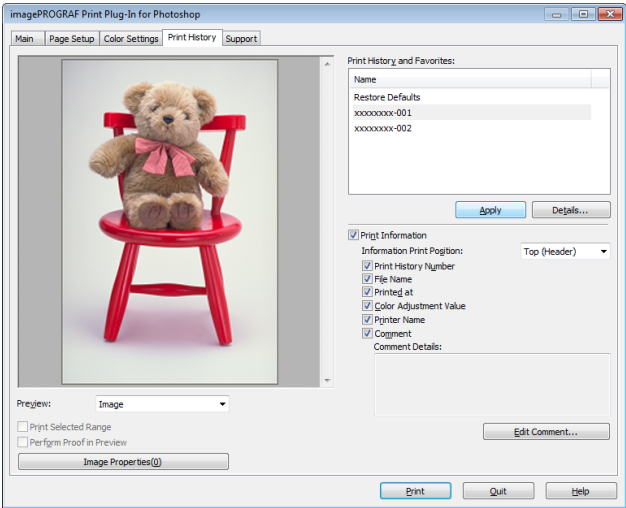 imagePROGRAF Print Plug-In for Photoshop
Main Page Setup Color Settings Print History Support
Print History and Favorites:
Name
Restore Defaults
xxxxxxxx-001
xxxxxxxx-002
Apply Details...
Print Information
Information Print Position: Top (Header)
Print History Number
File Name
Printed at
Color Adjustment Value
Printer Name
Comment
Comment Details:
Preview: Image
Print Selected Range
Perform Proof in Preview
Edit Comment...
Image Properties(0)
Print Quit Help